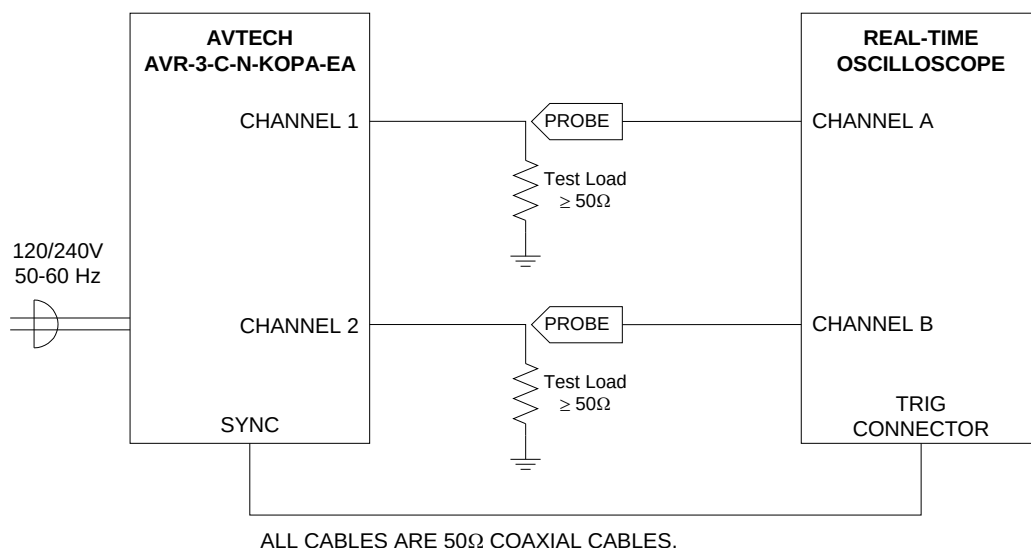 AVTECH
AVR-3-C-N-KOPA-EA
REAL-TIME
OSCILLOSCOPE
CHANNEL 1
PROBE
CHANNEL A
Test Load
≥ 50Ω
120/240V
50-60 Hz
CHANNEL 2
PROBE
CHANNEL B
Test Load
≥ 50Ω
SYNC
TRIG
CONNECTOR
ALL CABLES ARE 50Ω COAXIAL CABLES.